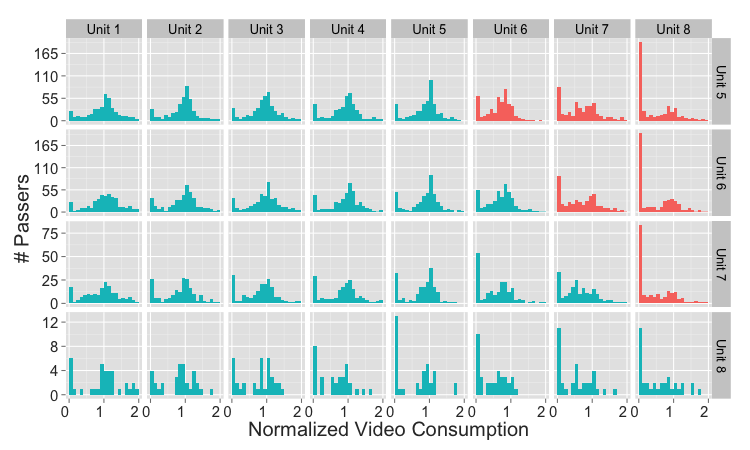 Unit 1 Unit 2 Unit 3 Unit 4 Unit 5 Unit 6 Unit 7 Unit 8
165
110
55
0
Unit 5
165
110
55
0
Unit 6
75
50
25
0
Unit 7
12
8
4
0
Unit 8
# Passers
0 1 2 0 1 2 0 1 2 0 1 2 0 1 2 0 1 2 0 1 2 0 1 2
Normalized Video Consumption